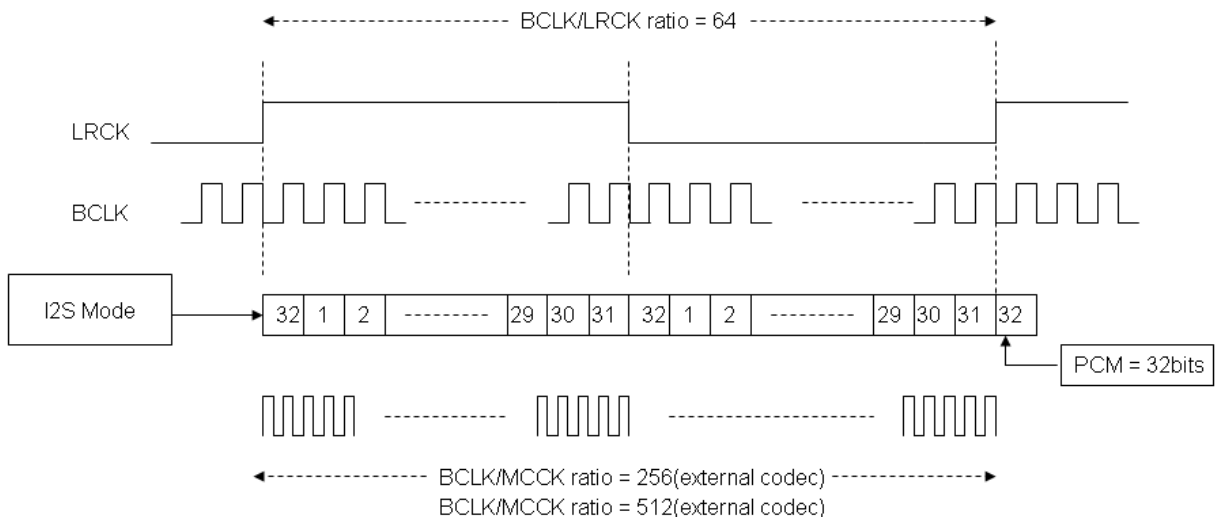 BCLK/LRCK ratio = 64
LRCK
BCLK
I2S Mode
32 1 2 29 30 31 32 1 2 29 30 31 32
PCM = 32bits
BCLK/MCCK ratio = 256(external codec)
BCLK/MCCK ratio = 512(external codec)